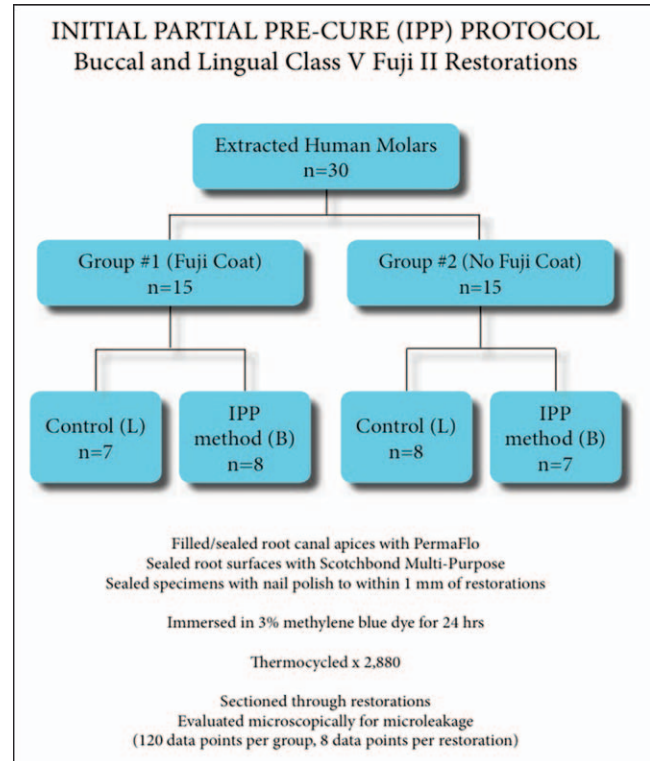 INITIAL PARTIAL PRE-CURE (IPP) PROTOCOL
Buccal and Lingual Class V Fuji II Restorations
Extracted Human Molars
n=30
Group #1 (Fuji Coat)
n=15
Group #2 (No Fuji Coat)
n=15
Control (L)
n=7
IPP
method (B)
n=8
Control (L)
n=8
IPP
method (B)
n=7
Filled/sealed root canal apices with PermaFlo
Sealed root surfaces with Scotchbond Multi-Purpose
Sealed specimens with nail polish to within 1 mm of restorations
Immersed in 3% methylene blue dye for 24 hrs
Thermocycled x 2,880
Sectioned through restorations
Evaluated microscopically for microleakage
(120 data points per group, 8 data points per restoration)